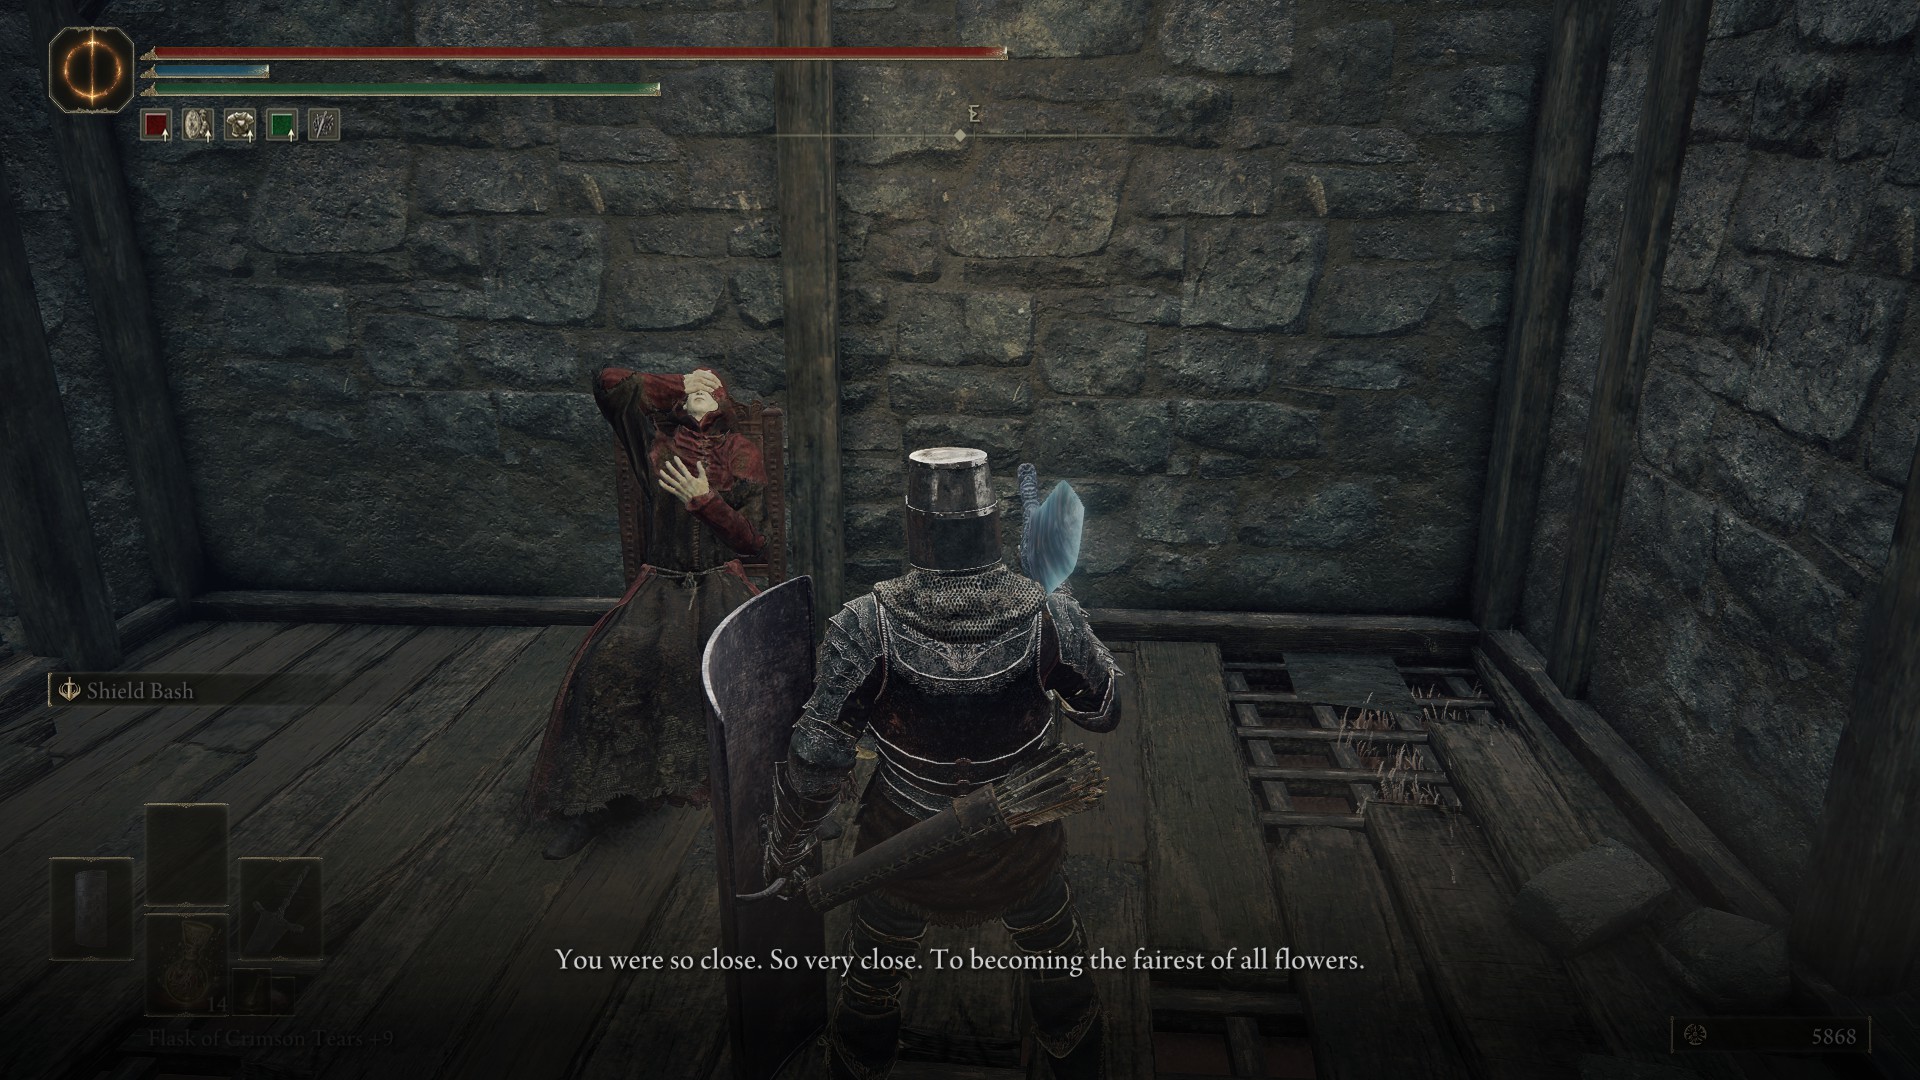 E
Shield Bash
14
Flask of Crimson Tears +9
You were so close. So very close. To becoming the fairest of all flowers.
5868